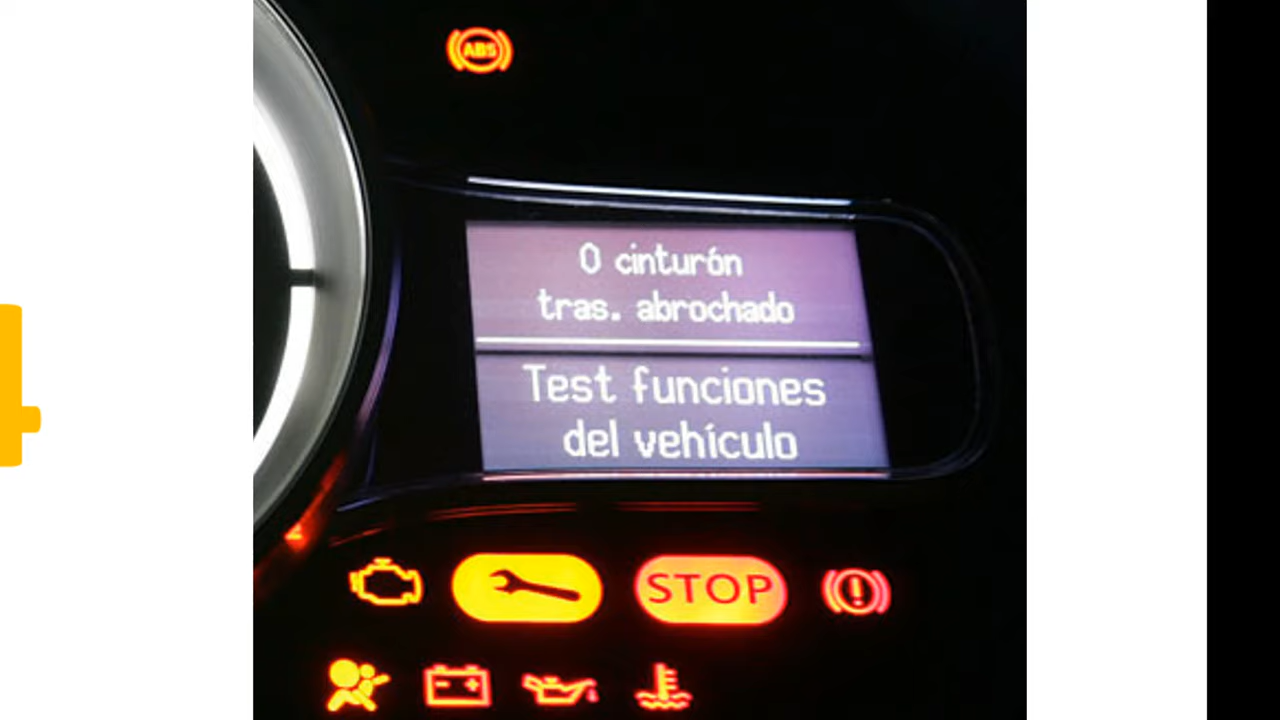 ABS
0 cinturón
tras. abrochado
Test funciones
del vehículo
STOP